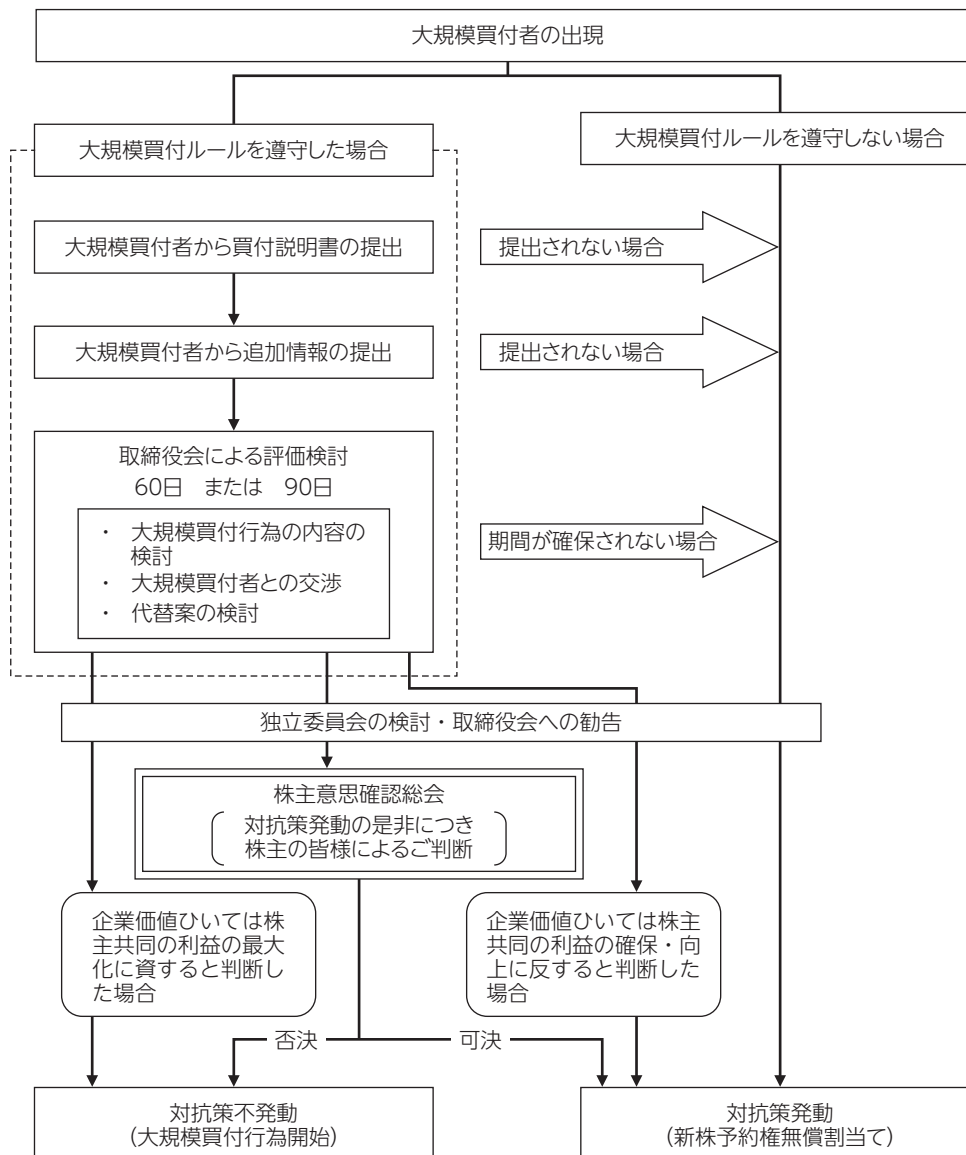 大規模買付者の出現
大規模買付ルールを遵守した場合
大規模買付ルールを遵守しない場合
大規模買付者から買付説明書の提出
提出されない場合
大規模買付者から追加情報の提出
提出されない場合
取締役会による評価検討
60日 または 90日
・ 大規模買付行為の内容の
検討
・ 大規模買付者との交渉
・ 代替案の検討
期間が確保されない場合
独立委員会の検討・取締役会への勧告
株主意思確認総会
対抗策発動の是非につき
株主の皆様によるご判断
企業価値ひいては株
主共同の利益の最大
化に資すると判断し
た場合
企業価値ひいては株主
共同の利益の確保・向
上に反すると判断した
場合
否決
可決
対抗策不発動
(大規模買付行為開始)
対抗策発動
(新株予約権無償割当て)